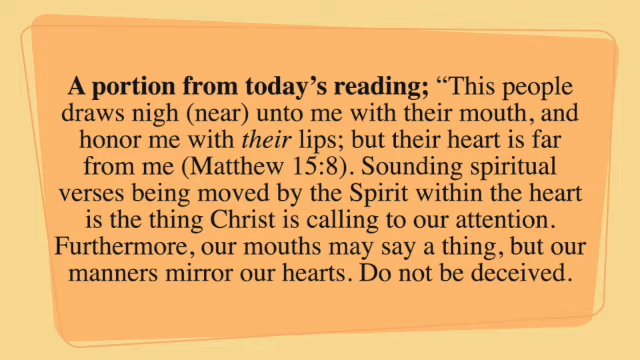 A portion from today’s reading; “This people
draws nigh (near) unto me with their mouth, and
honor me with their lips; but their heart is far
from me (Matthew 15:8). Sounding spiritual
verses being moved by the Spirit within the heart
is the thing Christ is calling to our attention.
Furthermore, our mouths may say a thing, but our
manners mirror our hearts. Do not be deceived.